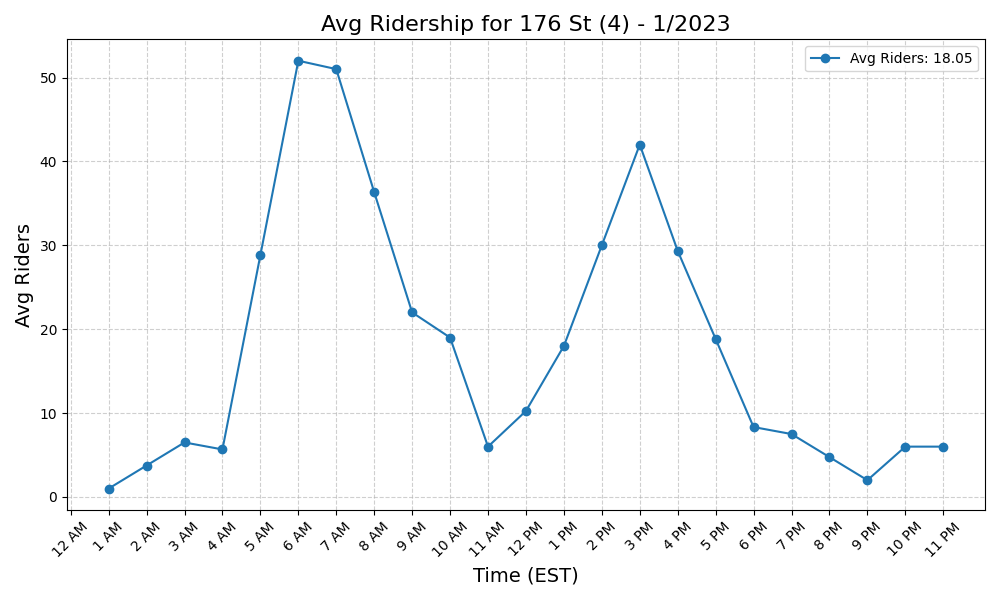 Avg Ridership for 176 St (4) - 1/2023
Avg Riders: 18.05
Avg Riders
50
40
30
20
10
0
12 AM 1 AM 2 AM 3 AM 4 AM 5 AM 6 AM 7 AM 8 AM 9 AM 10 AM 11 AM 12 PM 1 PM 2 PM 3 PM 4 PM 5 PM 6 PM 7 PM 8 PM 9 PM 10 PM 11 PM
Time (EST)